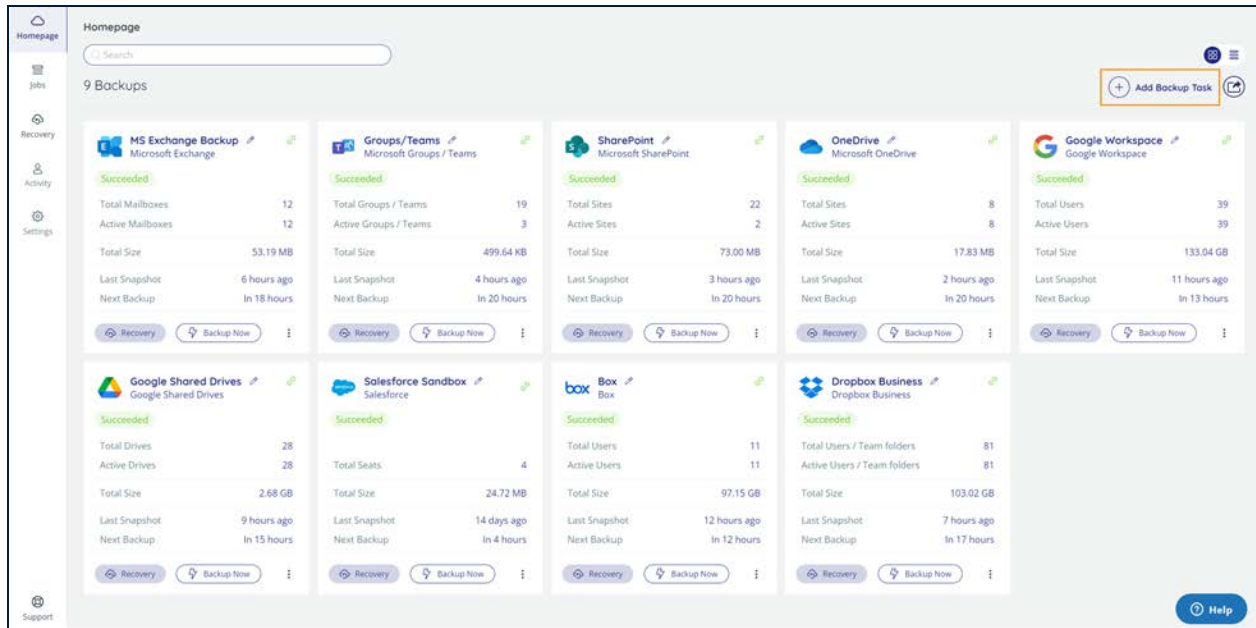 Homepage
Homepage
Search
Jobs
9 Backups
Add Backup Task
Recovery
Activity
Settings
MS Exchange Backup
Microsoft Exchange
Succeeded
Total Mailboxes 12
Active Mailboxes 12
Total Size 53.19 MB
Last Snapshot 6 hours ago
Next Backup In 18 hours
Recovery Backup Now
Groups/Teams
Microsoft Groups / Teams
Succeeded
Total Groups / Teams 19
Active Groups / Teams 3
Total Size 499.64 KB
Last Snapshot 4 hours ago
Next Backup In 20 hours
Recovery Backup Now
SharePoint
Microsoft SharePoint
Succeeded
Total Sites 22
Active Sites 2
Total Size 73.00 MB
Last Snapshot 3 hours ago
Next Backup In 20 hours
Recovery Backup Now
OneDrive
Microsoft OneDrive
Succeeded
Total Sites 8
Active Sites 8
Total Size 17.83 MB
Last Snapshot 2 hours ago
Next Backup In 20 hours
Recovery Backup Now
Google Workspace
Google Workspace
Succeeded
Total Users 39
Active Users 39
Total Size 133.04 GB
Last Snapshot 11 hours ago
Next Backup In 13 hours
Recovery Backup Now
Google Shared Drives
Google Shared Drives
Succeeded
Total Drives 28
Active Drives 28
Total Size 2.68 GB
Last Snapshot 9 hours ago
Next Backup In 15 hours
Recovery Backup Now
Salesforce Sandbox
Salesforce
Succeeded
Total Seats 4
Total Size 24.72 MB
Last Snapshot 14 days ago
Next Backup In 4 hours
Recovery Backup Now
box
Box
Box
Succeeded
Total Users 11
Active Users 11
Total Size 97.15 GB
Last Snapshot 12 hours ago
Next Backup In 12 hours
Recovery Backup Now
Dropbox Business
Dropbox Business
Succeeded
Total Users / Team folders 81
Active Users / Team folders 81
Total Size 103.02 GB
Last Snapshot 7 hours ago
Next Backup In 17 hours
Recovery Backup Now
Support
Help